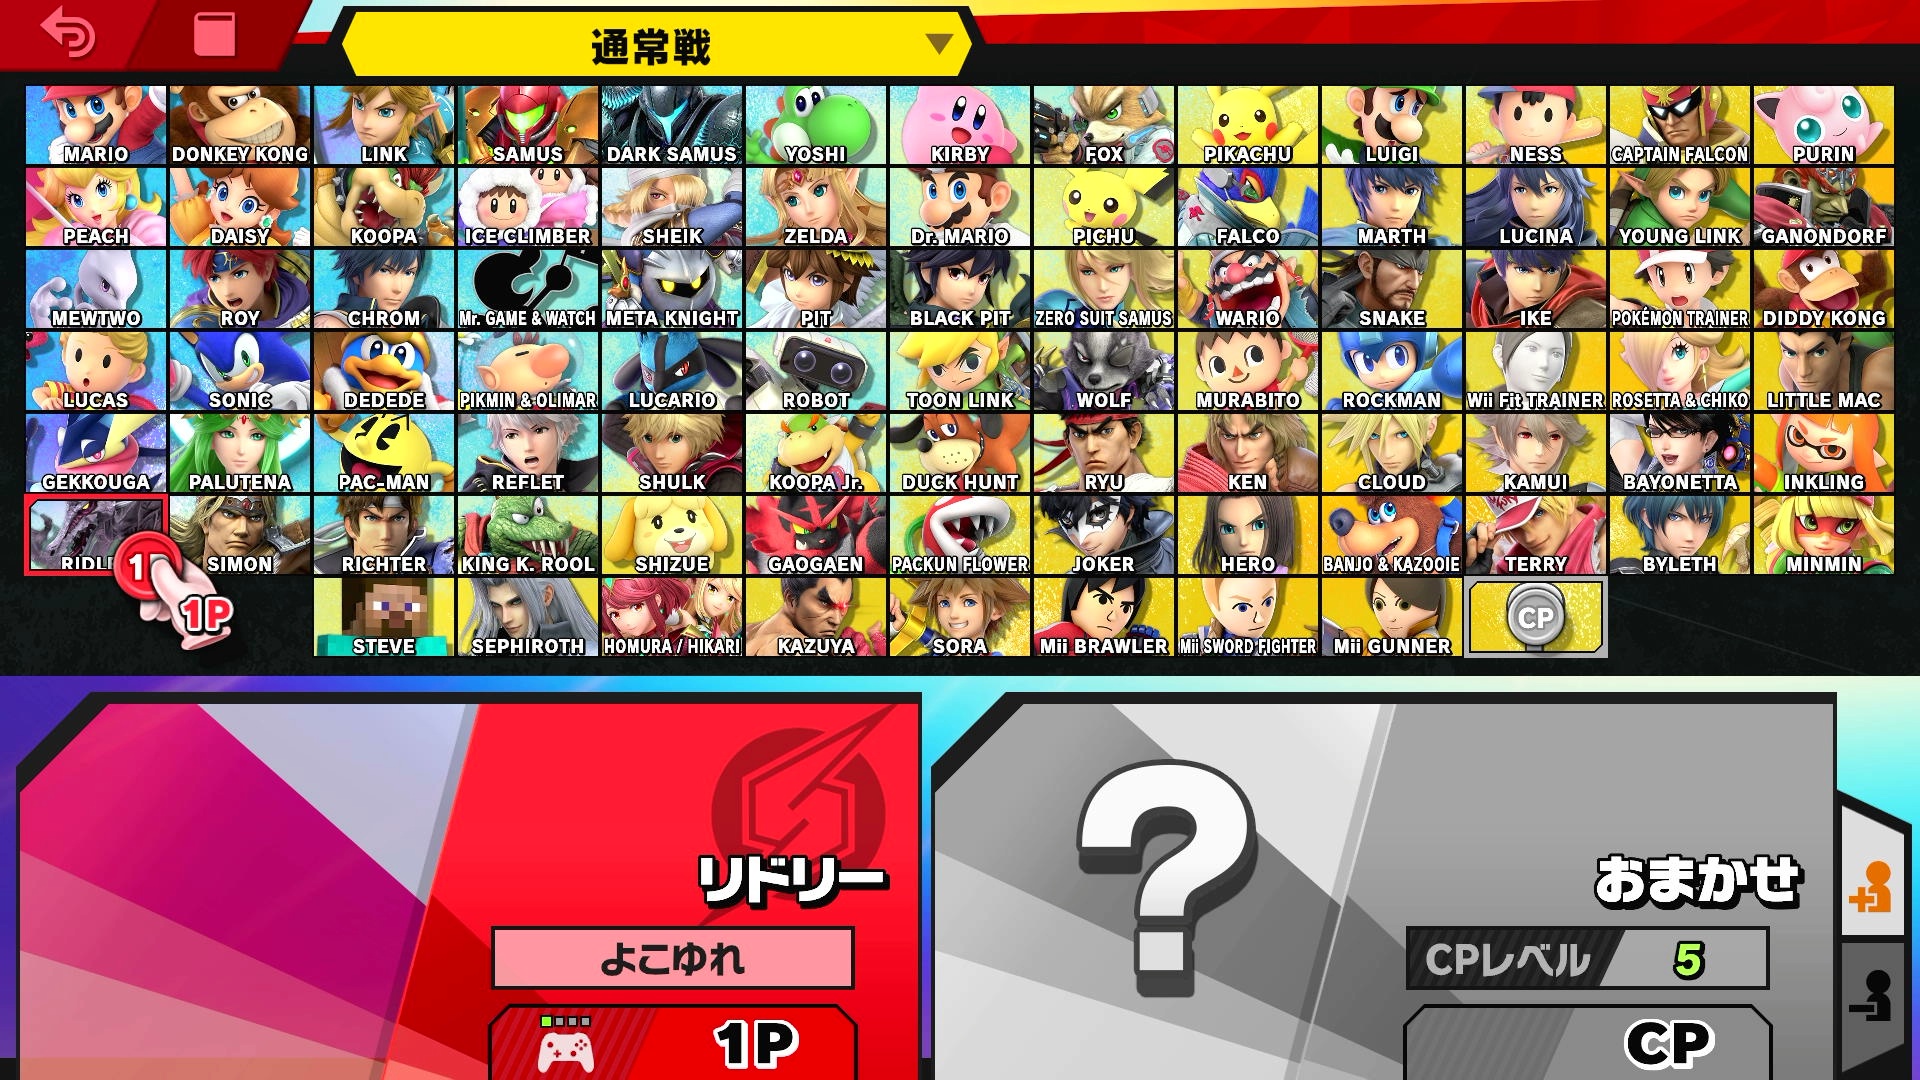 通常戦
MARIO
DONKEY KONG
LINK
SAMUS
DARK SAMUS
YOSHI
KIRBY
FOX
PIKACHU
LUIGI
NESS
CAPTAIN FALCON
PURIN
PEACH
DAISY
KOOPA
ICE CLIMBER
SHEIK
ZELDA
Dr. MARIO
PICHU
FALCO
MARTH
LUCINA
YOUNG LINK
GANONDORF
MEWTWO
ROY
CHROM
Mr. GAME & WATCH
META KNIGHT
PIT
BLACK PIT
ZERO SUIT SAMUS
WARIO
SNAKE
IKE
POKÉMON TRAINER
DIDDY KONG
LUCAS
SONIC
DEDEDE
PIKMIN & OLIMAR
LUCARIO
ROBOT
TOON LINK
WOLF
MURABITO
ROCKMAN
Wii Fit TRAINER
ROSETTA & CHIKO
LITTLE MAC
GEKKOUGA
PALUTENA
PAC-MAN
REFLET
SHULK
KOOPA Jr.
DUCK HUNT
RYU
KEN
CLOUD
KAMUI
BAYONETTA
INKLING
RIDL
1
1P
SIMON
RICHTER
KING K. ROOL
SHIZUE
GAOGAEN
PACKUN FLOWER
JOKER
HERO
BANJO & KAZOOIE
TERRY
BYLETH
MINMIN
STEVE
SEPHIROTH
HOMURA / HIKARI
KAZUYA
SORA
Mii BRAWLER
Mii SWORD FIGHTER
Mii GUNNER
CP
リドリー
よこゆれ
1P
?
おまかせ
CPレベル 5
CP